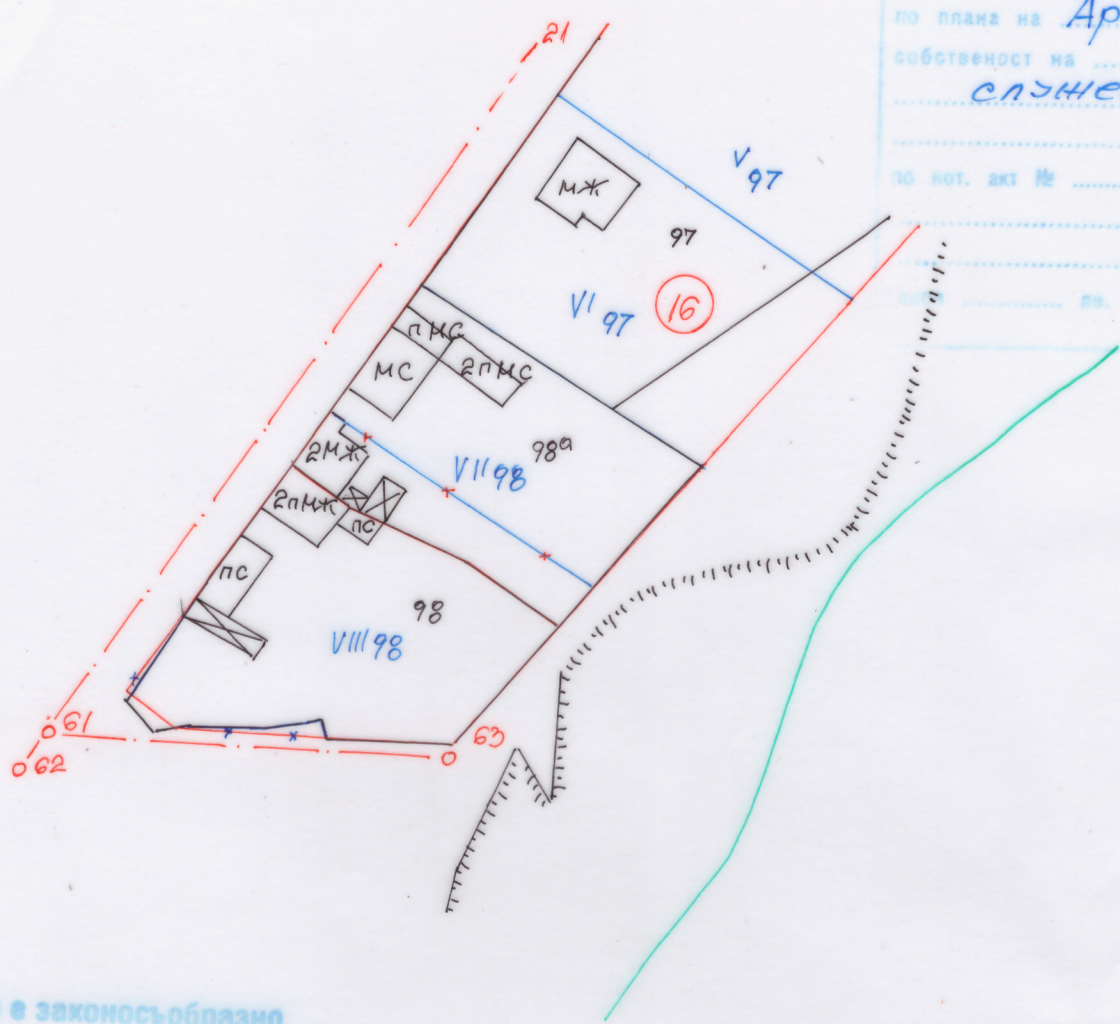 21
по плана на Ар
собственост на
служе
по нот. акт №
V 97
МЖ
97
VI 97
16
пМС
МС
2пМС
98а
2МЖ
VII 98
2пМЖ
пс
пс
98
VIII 98
61
62
63
е законосъобразно